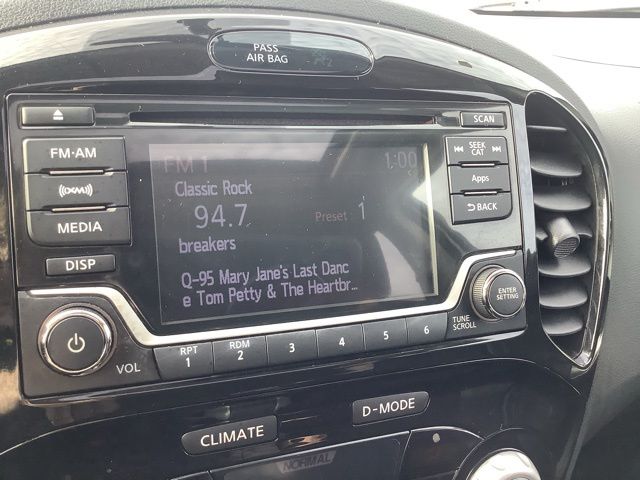 PASS
AIR BAG
SCAN
FM·AM
((XM))
MEDIA
DISP
SEEK
CAT
Apps
BACK
FM 1
1:00
Classic Rock
94.7
Preset 1
breakers
Q-95 Mary Jane's Last Danc
e Tom Petty & The Heartbr...
ENTER
SETTING
TUNE
SCROLL
VOL
RPT
1
RDM
2
3
4
5
6
CLIMATE
D-MODE
NORMAL